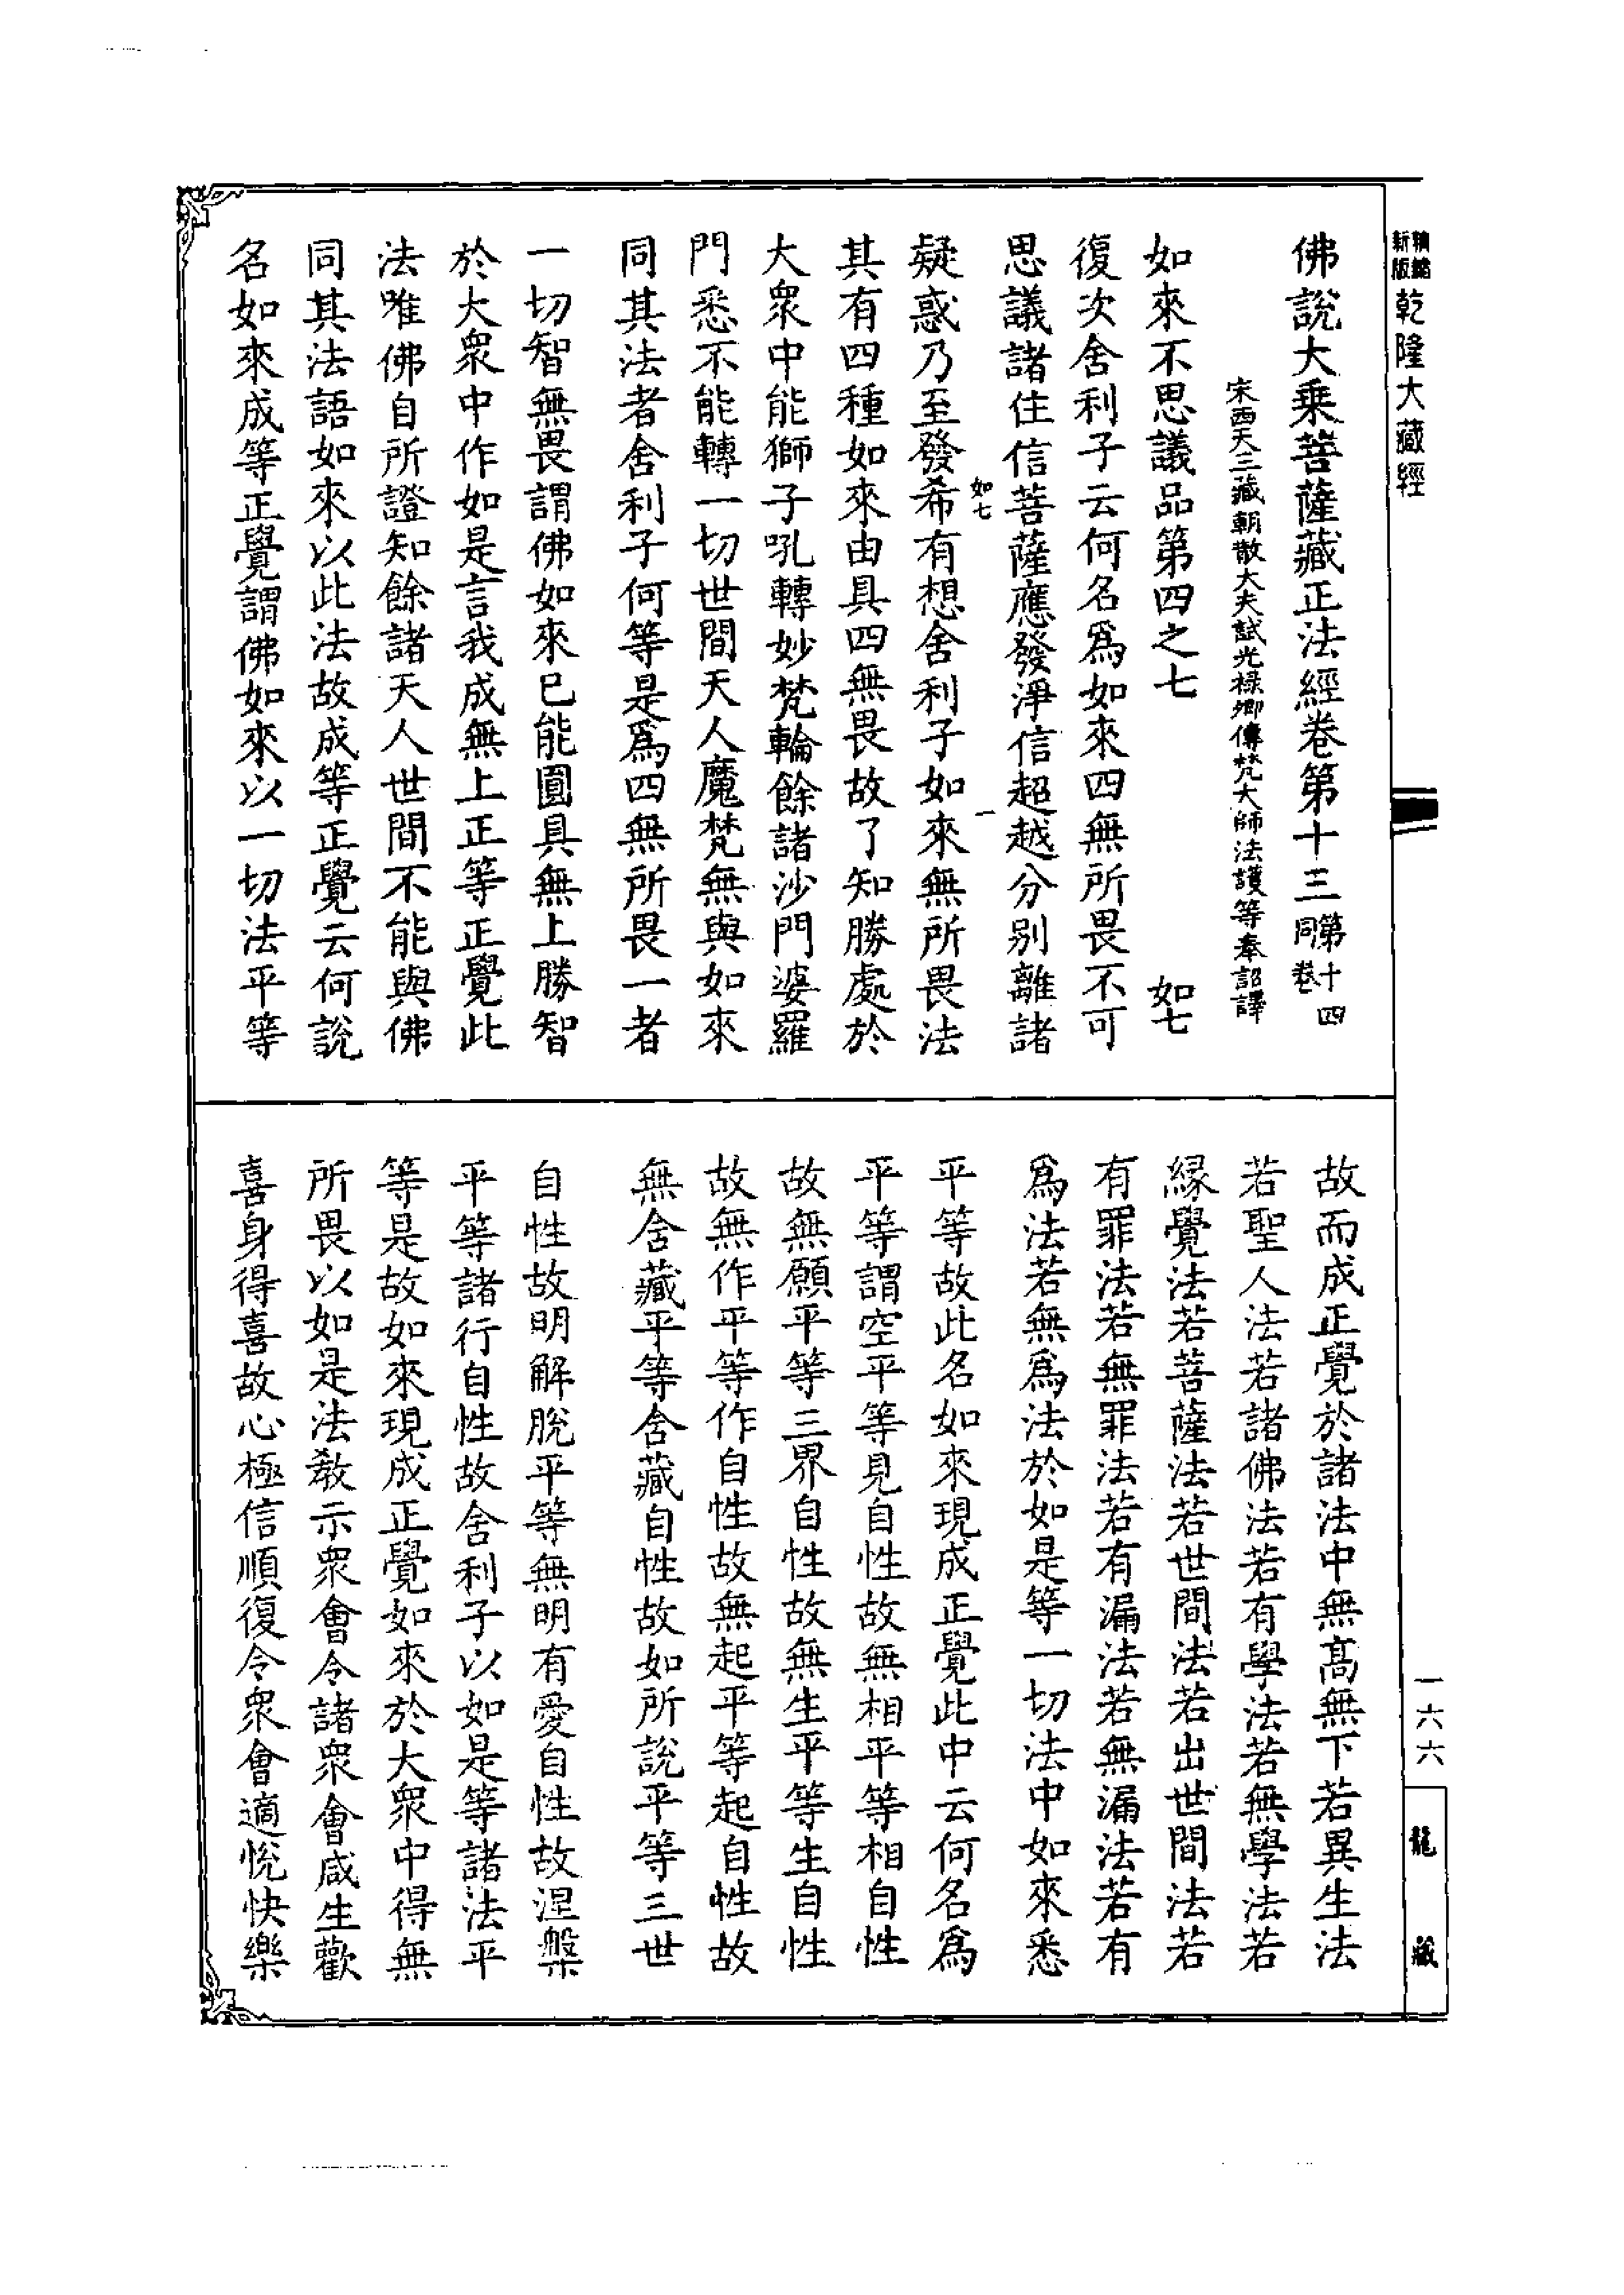 新版精縮乾隆大藏經
佛說大乘菩薩藏正法經卷第十三第十四同卷
宋西天三藏朝散大夫試光祿卿傳梵大師法護等奉詔譯
如來不思議品第四之七 如七
復次舍利子云何名爲如來四無所畏不可
思議諸住信菩薩應發淨信超越分別離諸
如七 一
疑惑乃至發希有想舍利子如來無所畏法
其有四種如來由具四無畏故了知勝處於
大衆中能獅子吼轉妙梵輪餘諸沙門婆羅
門悉不能轉一切世間天人魔梵無與如來
同其法者舍利子何等是爲四無所畏一者
一切智無畏謂佛如來已能圓具無上勝智
於大衆中作如是言我成無上正等正覺此
法唯佛自所證知餘諸天人世間不能與佛
同其法語如來以此法故成等正覺云何說
名如來成等正覺謂佛如來以一切法平等
故而成正覺於諸法中無高無下若異生法
若聖人法若諸佛法若有學法若無學法若
緣覺法若菩薩法若世間法若出世間法若
有罪法若無罪法若有漏法若無漏法若有
爲法若無爲法於如是等一切法中如來悉
平等故此名如來現成正覺此中云何名爲
平等謂空平等見自性故無相平等相自性
故無願平等三界自性故無生平等生自性
故無作平等作自性故無起平等起自性故
無舍藏平等舍藏自性故如所說平等三世
自性故明解脫平等無明有愛自性故涅槃
平等諸行自性故舍利子以如是等諸法平
等是故如來現成正覺如來於大衆中得無
所畏以如是法教示衆會令諸衆會咸生歡
喜身得喜故心極信順復令衆會適悅快樂
一六六
龍藏